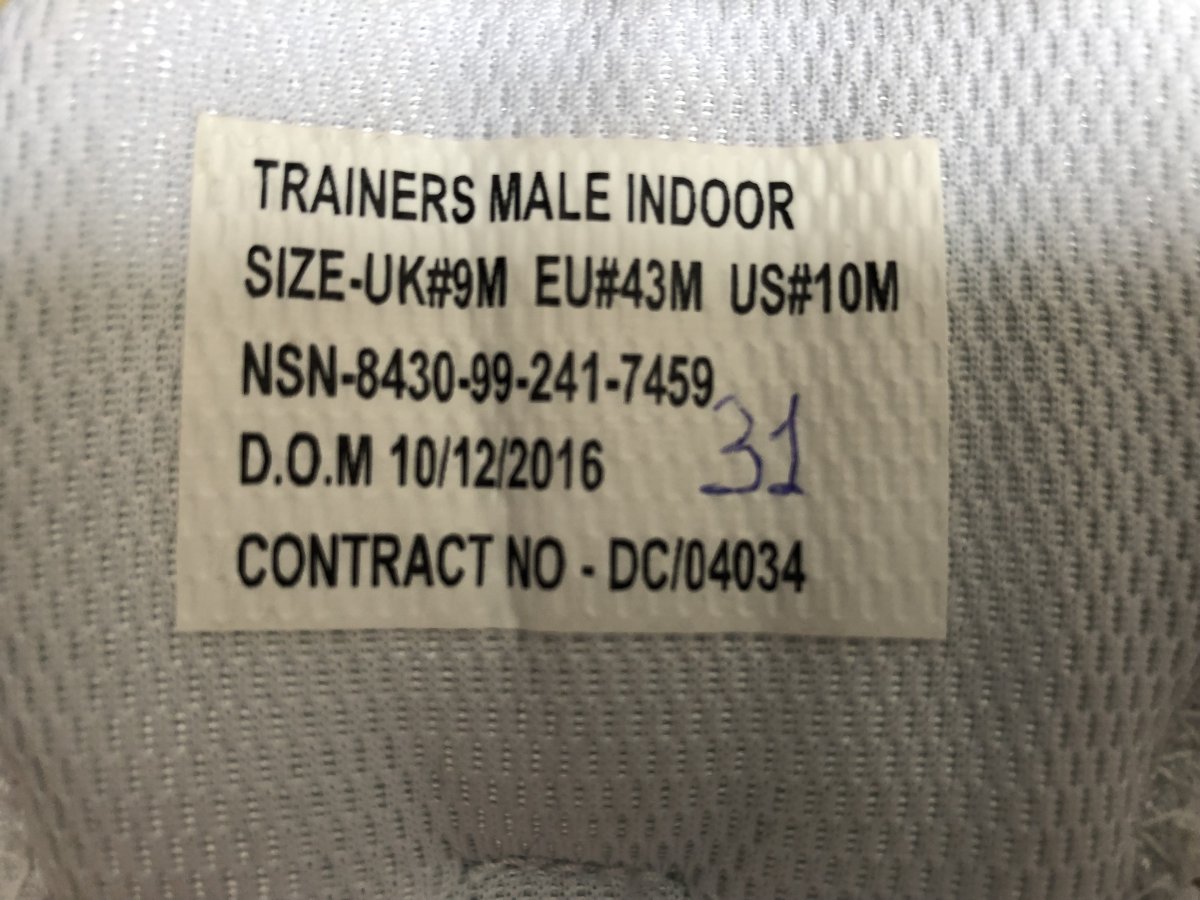 TRAINERS MALE INDOOR
SIZE-UK#9M EU#43M US#10M
NSN-8430-99-241-7459
31
D.O.M 10/12/2016
CONTRACT NO - DC/04034